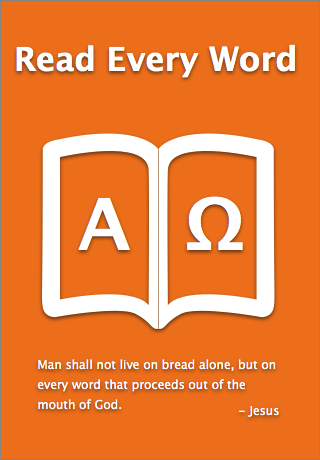 Read Every Word
Α Ω
Man shall not live on bread alone, but on
every word that proceeds out of the
mouth of God.
– Jesus